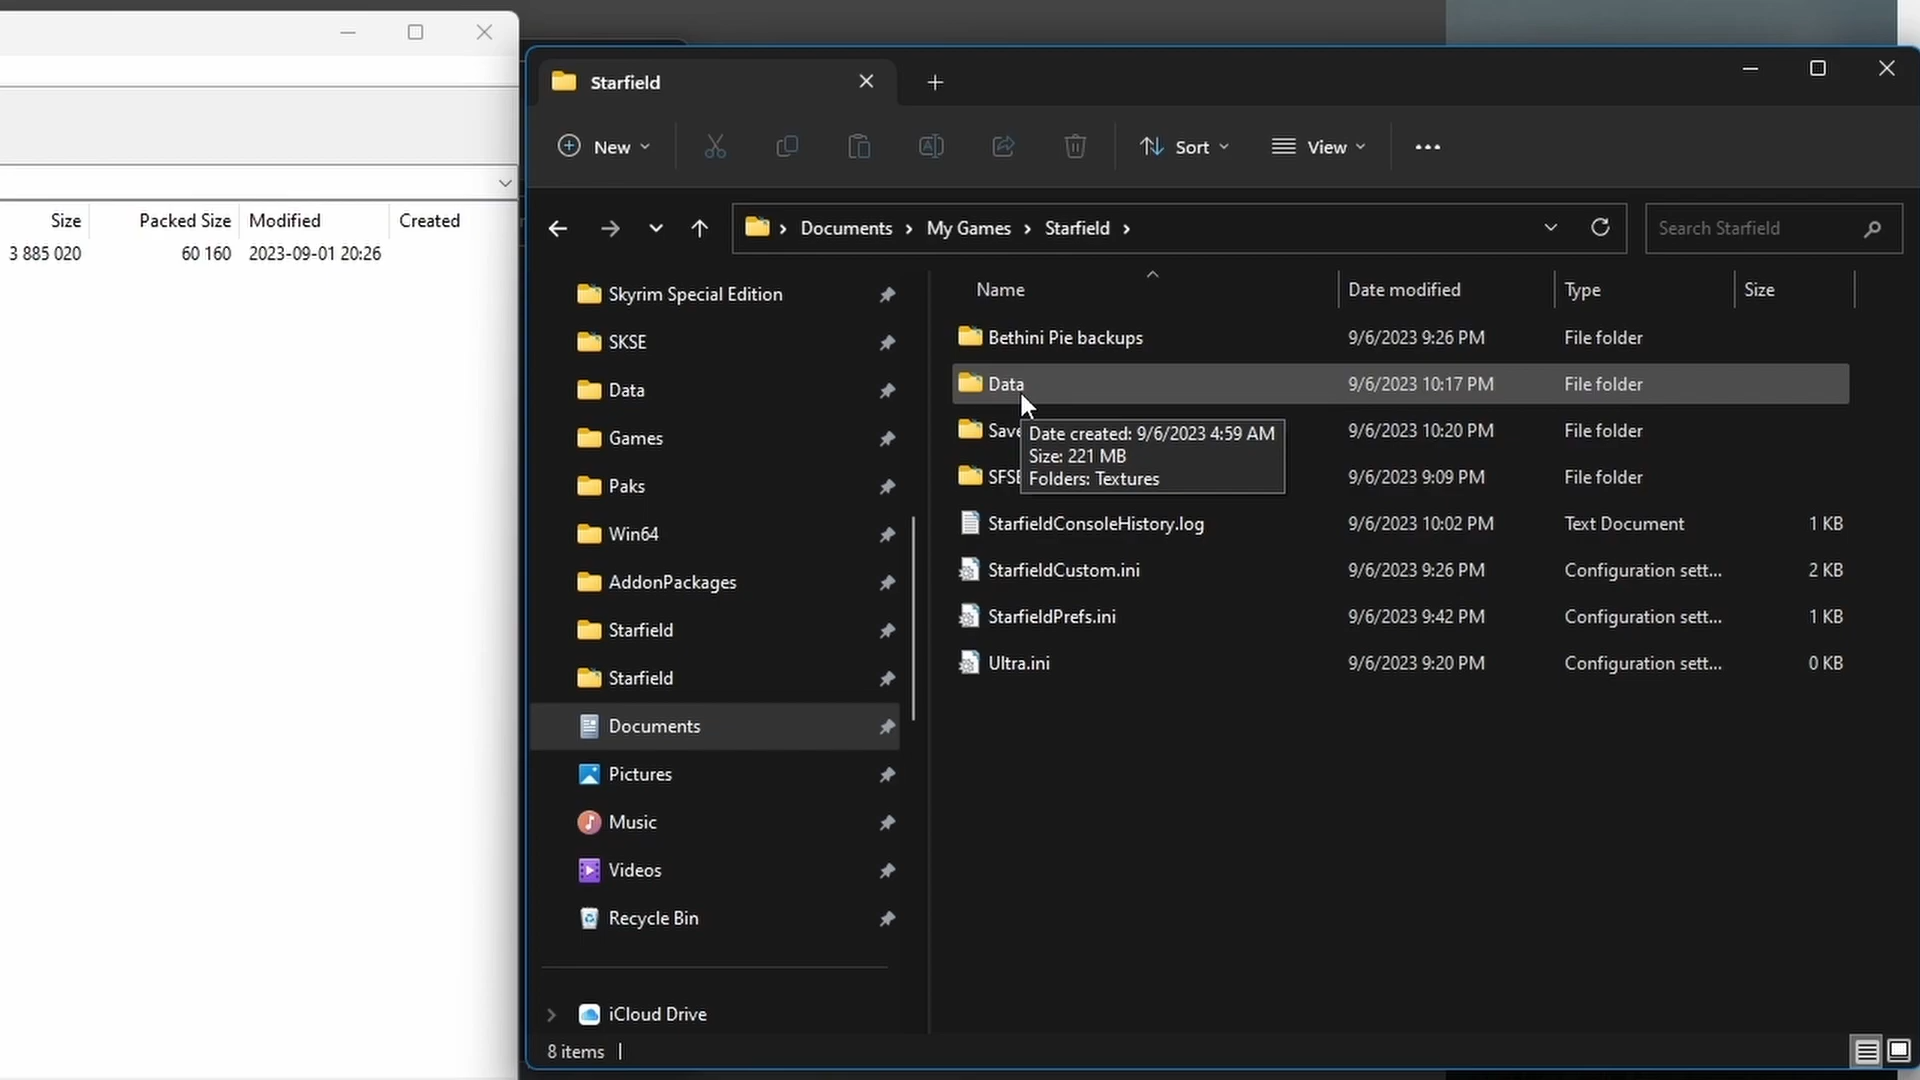 Size Packed Size Modified Created
3 885 020 60 160 2023-09-01 20:26
Starfield
New Sort View
Documents My Games Starfield
Search Starfield
Skyrim Special Edition
SKSE
Data
Games
Paks
Win64
AddonPackages
Starfield
Starfield
Documents
Pictures
Music
Videos
Recycle Bin
iCloud Drive
8 items
Name Date modified Type Size
Bethini Pie backups 9/6/2023 9:26 PM File folder
Data 9/6/2023 10:17 PM File folder
9/6/2023 10:20 PM File folder
9/6/2023 9:09 PM File folder
Date created: 9/6/2023 4:59 AM
Size: 221 MB
Folders: Textures
StarfieldConsoleHistory.log 9/6/2023 10:02 PM Text Document 1 KB
StarfieldCustom.ini 9/6/2023 9:26 PM Configuration sett... 2 KB
StarfieldPrefs.ini 9/6/2023 9:42 PM Configuration sett... 1 KB
Ultra.ini 9/6/2023 9:20 PM Configuration sett... 0 KB